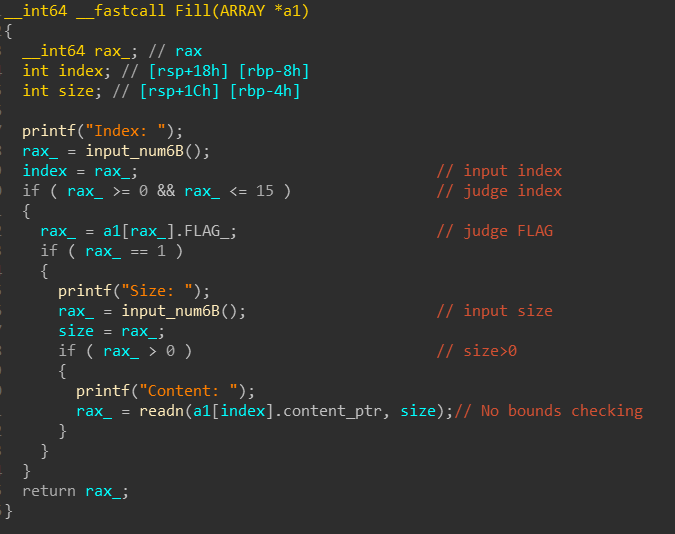 __int64 __fastcall Fill(ARRAY *a1)
{
  __int64 rax_; // rax
  int index; // [rsp+18h] [rbp-8h]
  int size; // [rsp+1Ch] [rbp-4h]

  printf("Index: ");
  rax_ = input_num6B();
  index = rax_;                                 // input index
  if ( rax_ >= 0 && rax_ <= 15 )                // judge index
  {
    rax_ = a1[rax_].FLAG_;                      // judge FLAG
    if ( rax_ == 1 )
    {
      printf("Size: ");
      rax_ = input_num6B();                     // input size
      size = rax_;
      if ( rax_ > 0 )                           // size>0
      {
        printf("Content: ");
        rax_ = readn(a1[index].content_ptr, size);// No bounds checking
      }
    }
  }
  return rax_;
}